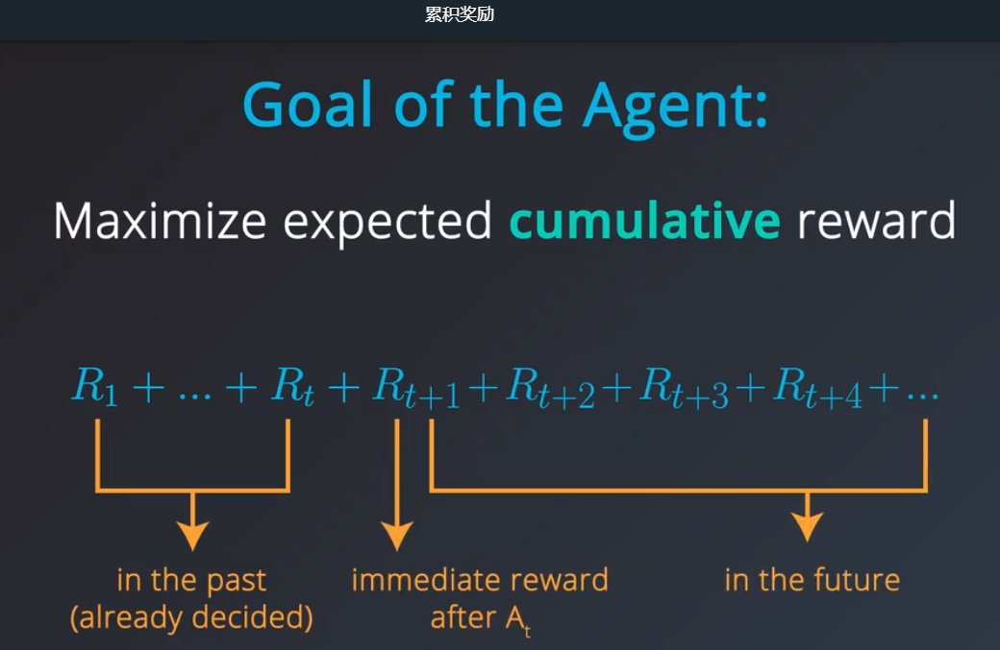 累积奖励
Goal of the Agent:
Maximize expected cumulative reward
R_1 + ... + R_t + R_{t+1} + R_{t+2} + R_{t+3} + R_{t+4} + ...
in the past
(already decided)
immediate reward
after A_t
in the future